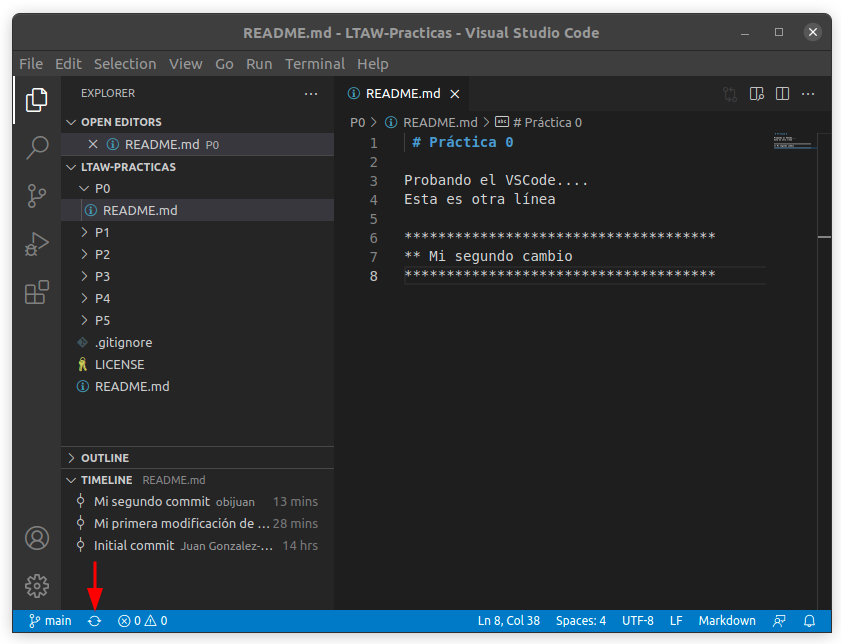 README.md - LTAW-Practicas - Visual Studio Code
File Edit Selection View Go Run Terminal Help
EXPLORER
OPEN EDITORS
README.md P0
LTAW-PRACTICAS
P0
README.md
P1
P2
P3
P4
P5
.gitignore
LICENSE
README.md
OUTLINE
TIMELINE README.md
Mi segundo commit obijuan 13 mins
Mi primera modificación de ... 28 mins
Initial commit Juan Gonzalez-... 14 hrs
README.md
P0 > README.md > # Práctica 0
1 # Práctica 0
2
3 Probando el VSCode....
4 Esta es otra línea
5
6 *************************************
7 ** Mi segundo cambio
8 *************************************
main 0 0 Ln 8, Col 38 Spaces: 4 UTF-8 LF Markdown